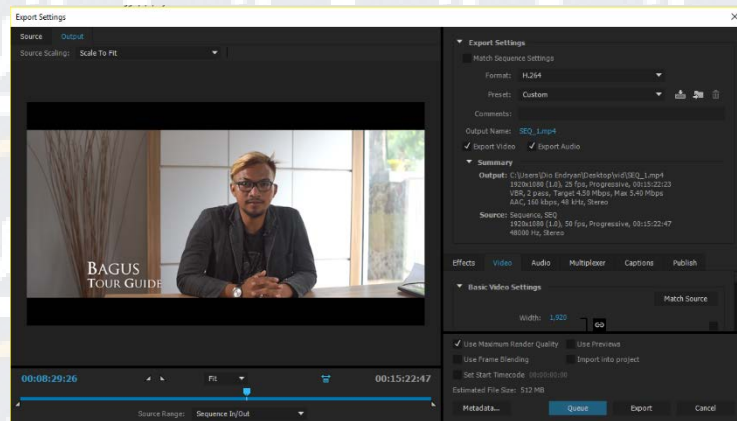 Export Settings
Source Output
Source Scaling: Scale To Fit
BAGUS
TOUR GUIDE
00:08:29:26 Fit 00:15:22:47
Source Range: Sequence In/Out
Export Settings
Match Sequence Settings
Format: H.264
Preset: Custom
Comments:
Output Name: SEQ_1.mp4
Export Video Export Audio
Summary
Output: C:\Users\Dio Endryan\Desktop\vid\SEQ_1.mp4
1920x1080 (1.0), 25 fps, Progressive, 00:15:22:23
VBR, 2 pass, Target 4.50 Mbps, Max 5.40 Mbps
AAC, 160 kbps, 48 kHz, Stereo
Source: Sequence, SEQ
1920x1080 (1.0), 50 fps, Progressive, 00:15:22:47
48000 Hz, Stereo
Effects Video Audio Multiplexer Captions Publish
Basic Video Settings
Match Source
Width: 1,920
Use Maximum Render Quality Use Previews
Use Frame Blending Import into project
Set Start Timecode 00:00:00:00
Estimated File Size: 512 MB
Metadata... Queue Export Cancel